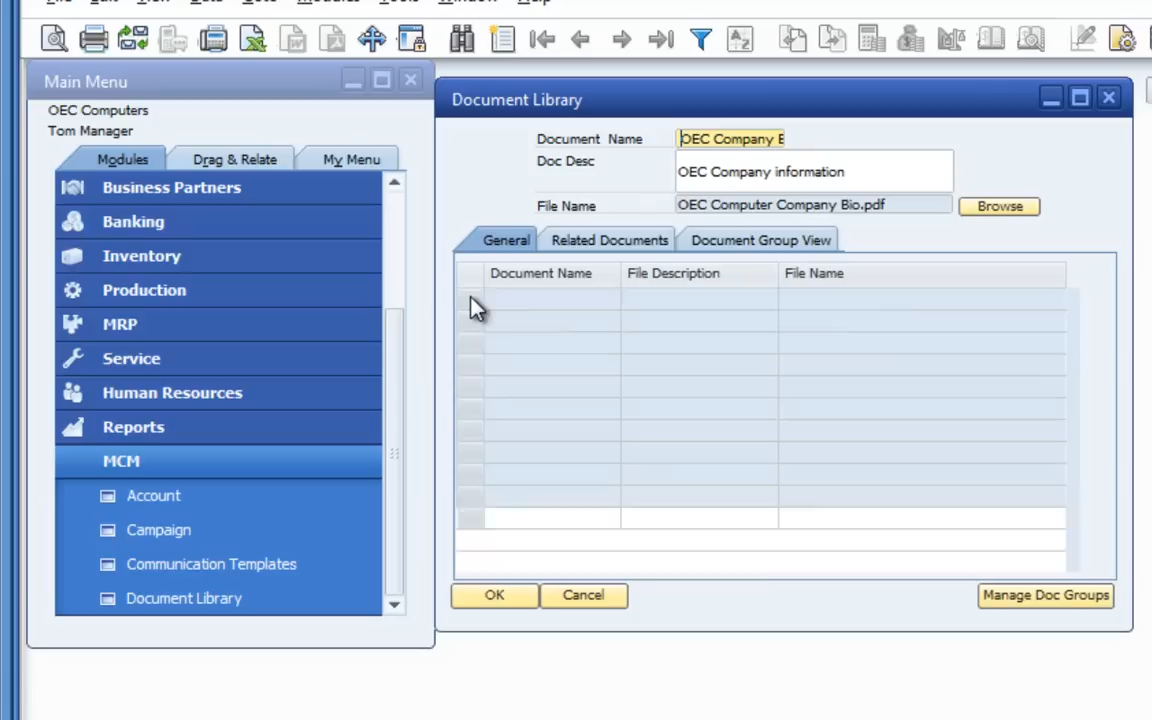 Main Menu
OEC Computers
Tom Manager
Modules
Drag & Relate
My Menu
Business Partners
Banking
Inventory
Production
MRP
Service
Human Resources
Reports
MCM
Account
Campaign
Communication Templates
Document Library
Document Library
Document Name OEC Company B
Doc Desc OEC Company information
File Name OEC Computer Company Bio.pdf Browse
General Related Documents Document Group View
Document Name File Description File Name
OK Cancel Manage Doc Groups